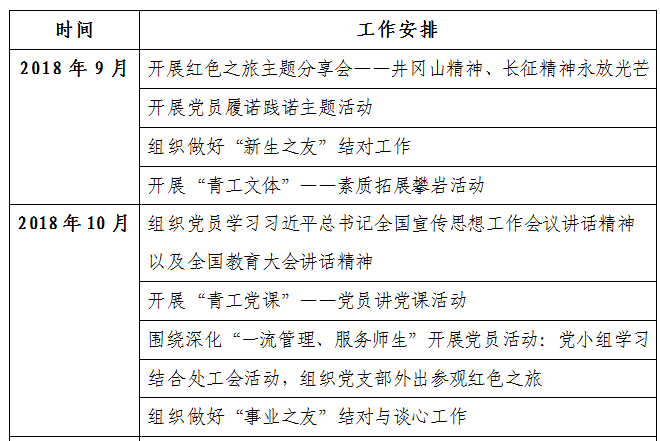 时间 工作安排
2018 年 9 月 开展红色之旅主题分享会——井冈山精神、长征精神永放光芒
开展党员履诺践诺主题活动
组织做好“新生之友”结对工作
开展“青工文体”——素质拓展攀岩活动
2018 年 10 月 组织党员学习习近平总书记全国宣传思想工作会议讲话精神
以及全国教育大会讲话精神
开展“青工党课”——党员讲党课活动
围绕深化“一流管理、服务师生”开展党员活动：党小组学习
结合处工会活动，组织党支部外出参观红色之旅
组织做好“事业之友”结对与谈心工作